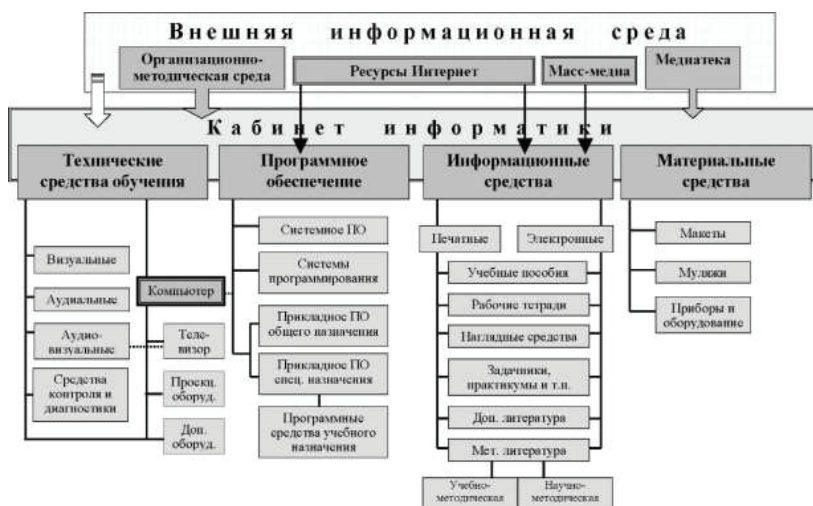 Внешняя информационная среда
Организационно-
методическая среда
Ресурсы Интернет
Масс-медиа
Медиатека
Кабинет информатики
Технические
средства обучения
Программное
обеспечение
Информационные
средства
Материальные
средства
Визуальные
Аудиальные
Аудио-
визуальные
Средства
контроля и
диагностики
Компьютер
Теле-
визор
Проекц.
оборуд.
Доп.
оборуд.
Системное ПО
Системы
программирования
Прикладное ПО
общего назначения
Прикладное ПО
спец. назначения
Программные
средства учебного
назначения
Печатные
Электронные
Учебные пособия
Рабочие тетради
Наглядные средства
Задачники,
практикумы и т.п.
Доп. литература
Мет. литература
Учебно-
методическая
Научно-
методическая
Макеты
Муляжи
Приборы и
оборудование